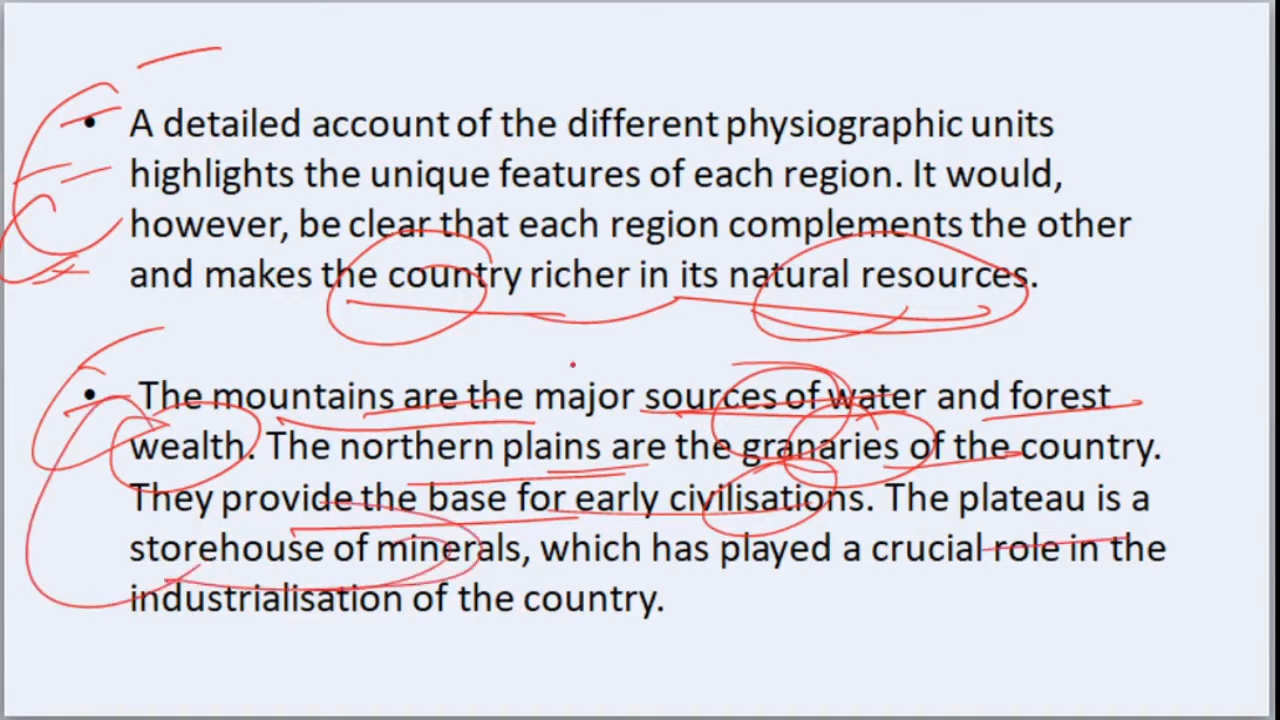 • A detailed account of the different physiographic units
highlights the unique features of each region. It would,
however, be clear that each region complements the other
and makes the country richer in its natural resources.
• The mountains are the major sources of water and forest
wealth. The northern plains are the granaries of the country.
They provide the base for early civilisations. The plateau is a
storehouse of minerals, which has played a crucial role in the
industrialisation of the country.